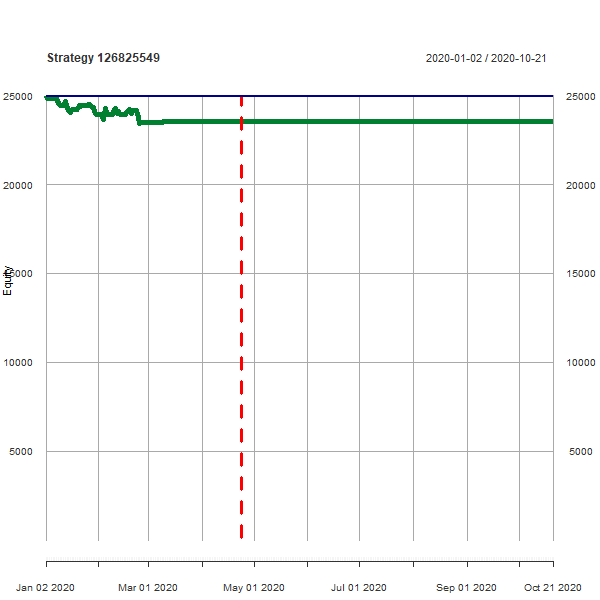 Strategy 126825549
2020-01-02 / 2020-10-21
25000
25000
20000
20000
15000
15000
Equity
10000
10000
5000
5000
Jan 02 2020
Mar 01 2020
May 01 2020
Jul 01 2020
Sep 01 2020
Oct 21 2020